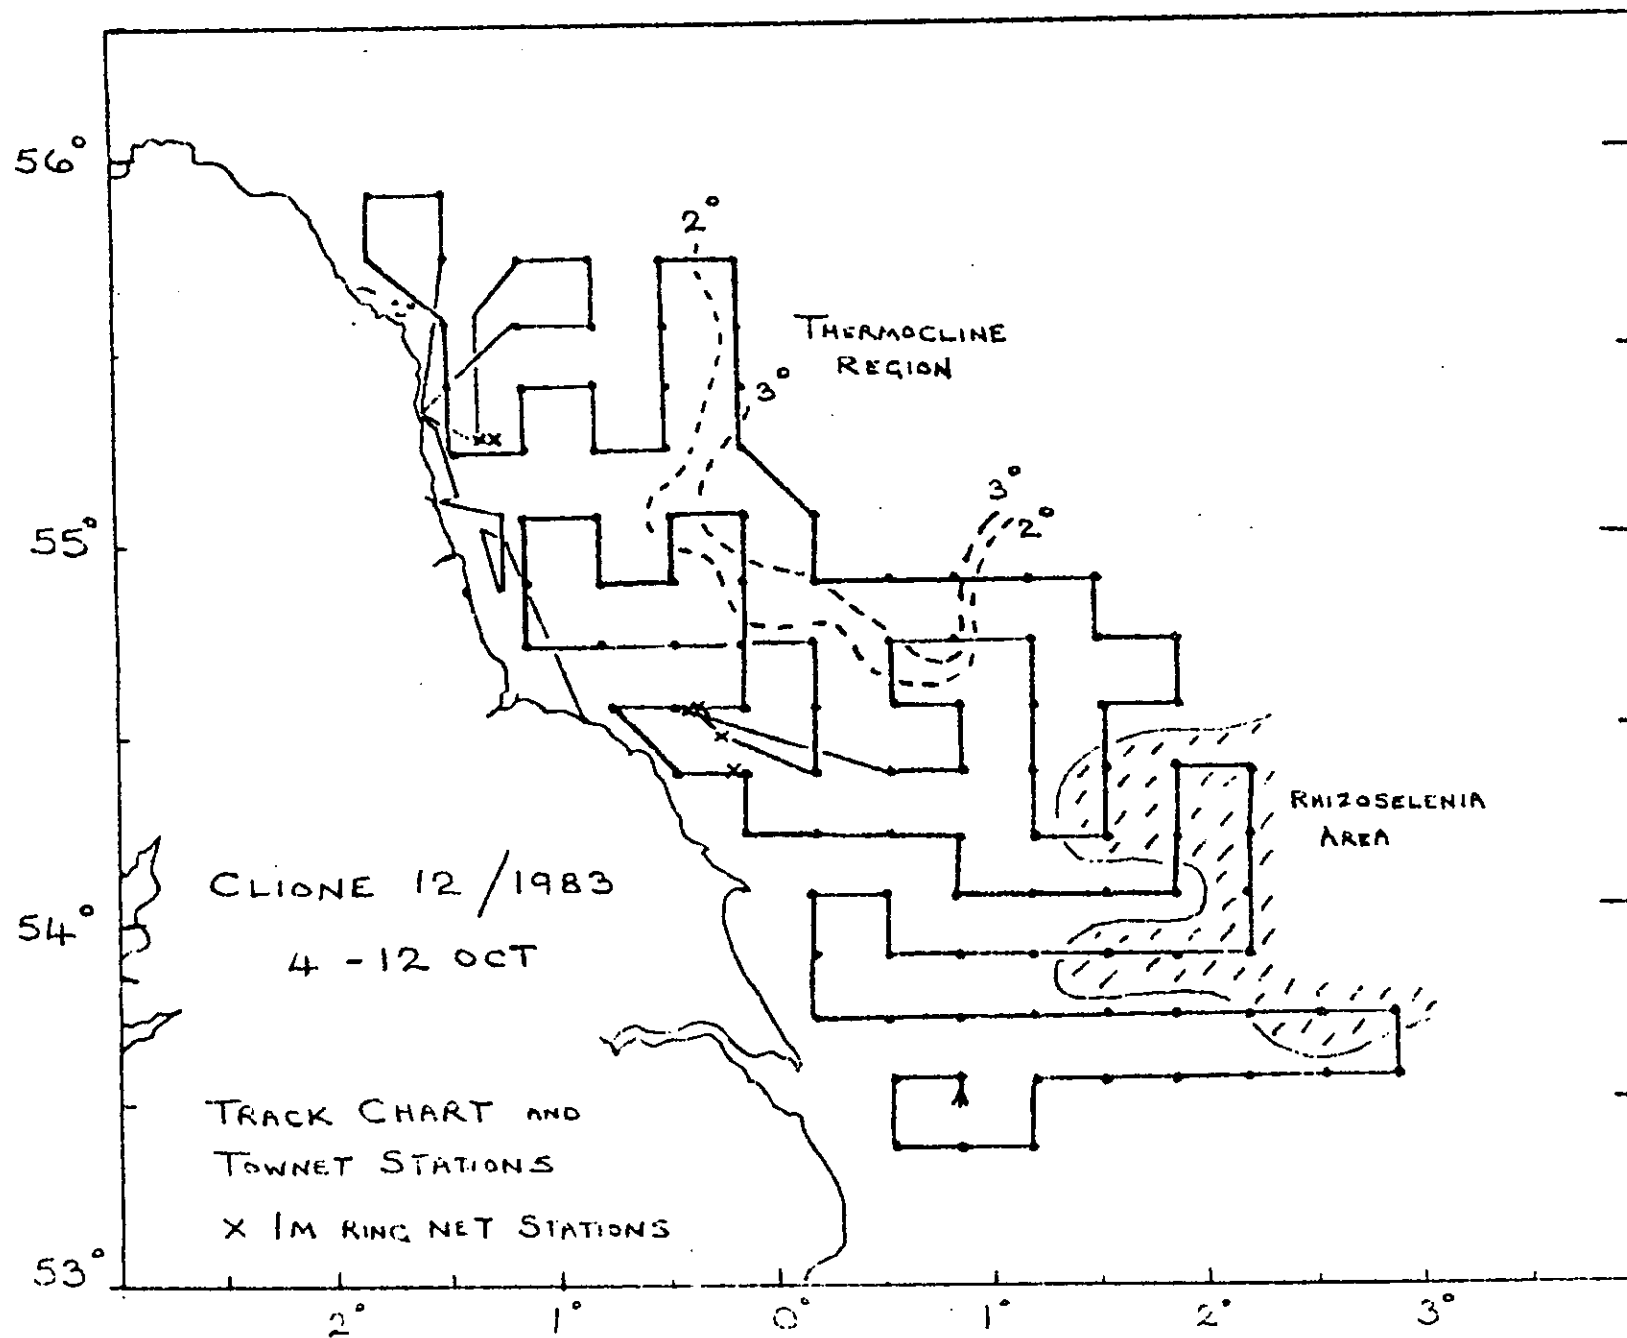 56°
2°
THERMOCLINE
REGION
3°
3°
2°
55°
RHIZOSELENIA
AREA
CLIONE 12 / 1983
54°
4 - 12 OCT
TRACK CHART AND
TOWNET STATIONS
X 1M RING NET STATIONS
53°
2° 1° 0° 1° 2° 3°